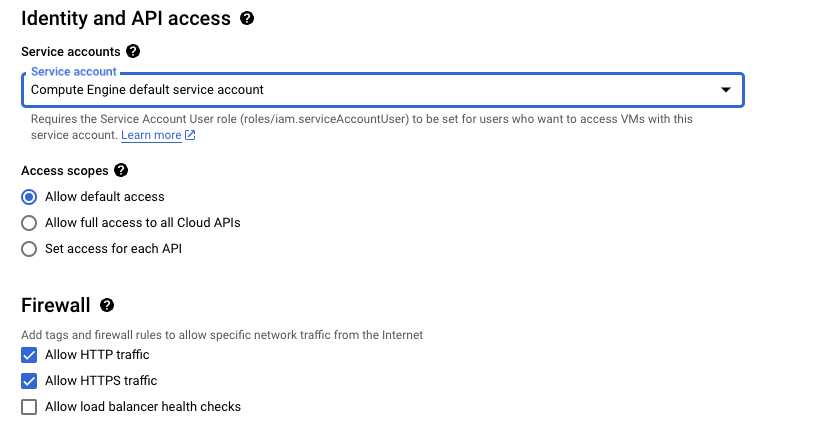 Identity and API access
Service accounts
Service account
Compute Engine default service account
Requires the Service Account User role (roles/iam.serviceAccountUser) to be set for users who want to access VMs with this
service account. Learn more
Access scopes
Allow default access
Allow full access to all Cloud APIs
Set access for each API
Firewall
Add tags and firewall rules to allow specific network traffic from the Internet
Allow HTTP traffic
Allow HTTPS traffic
Allow load balancer health checks